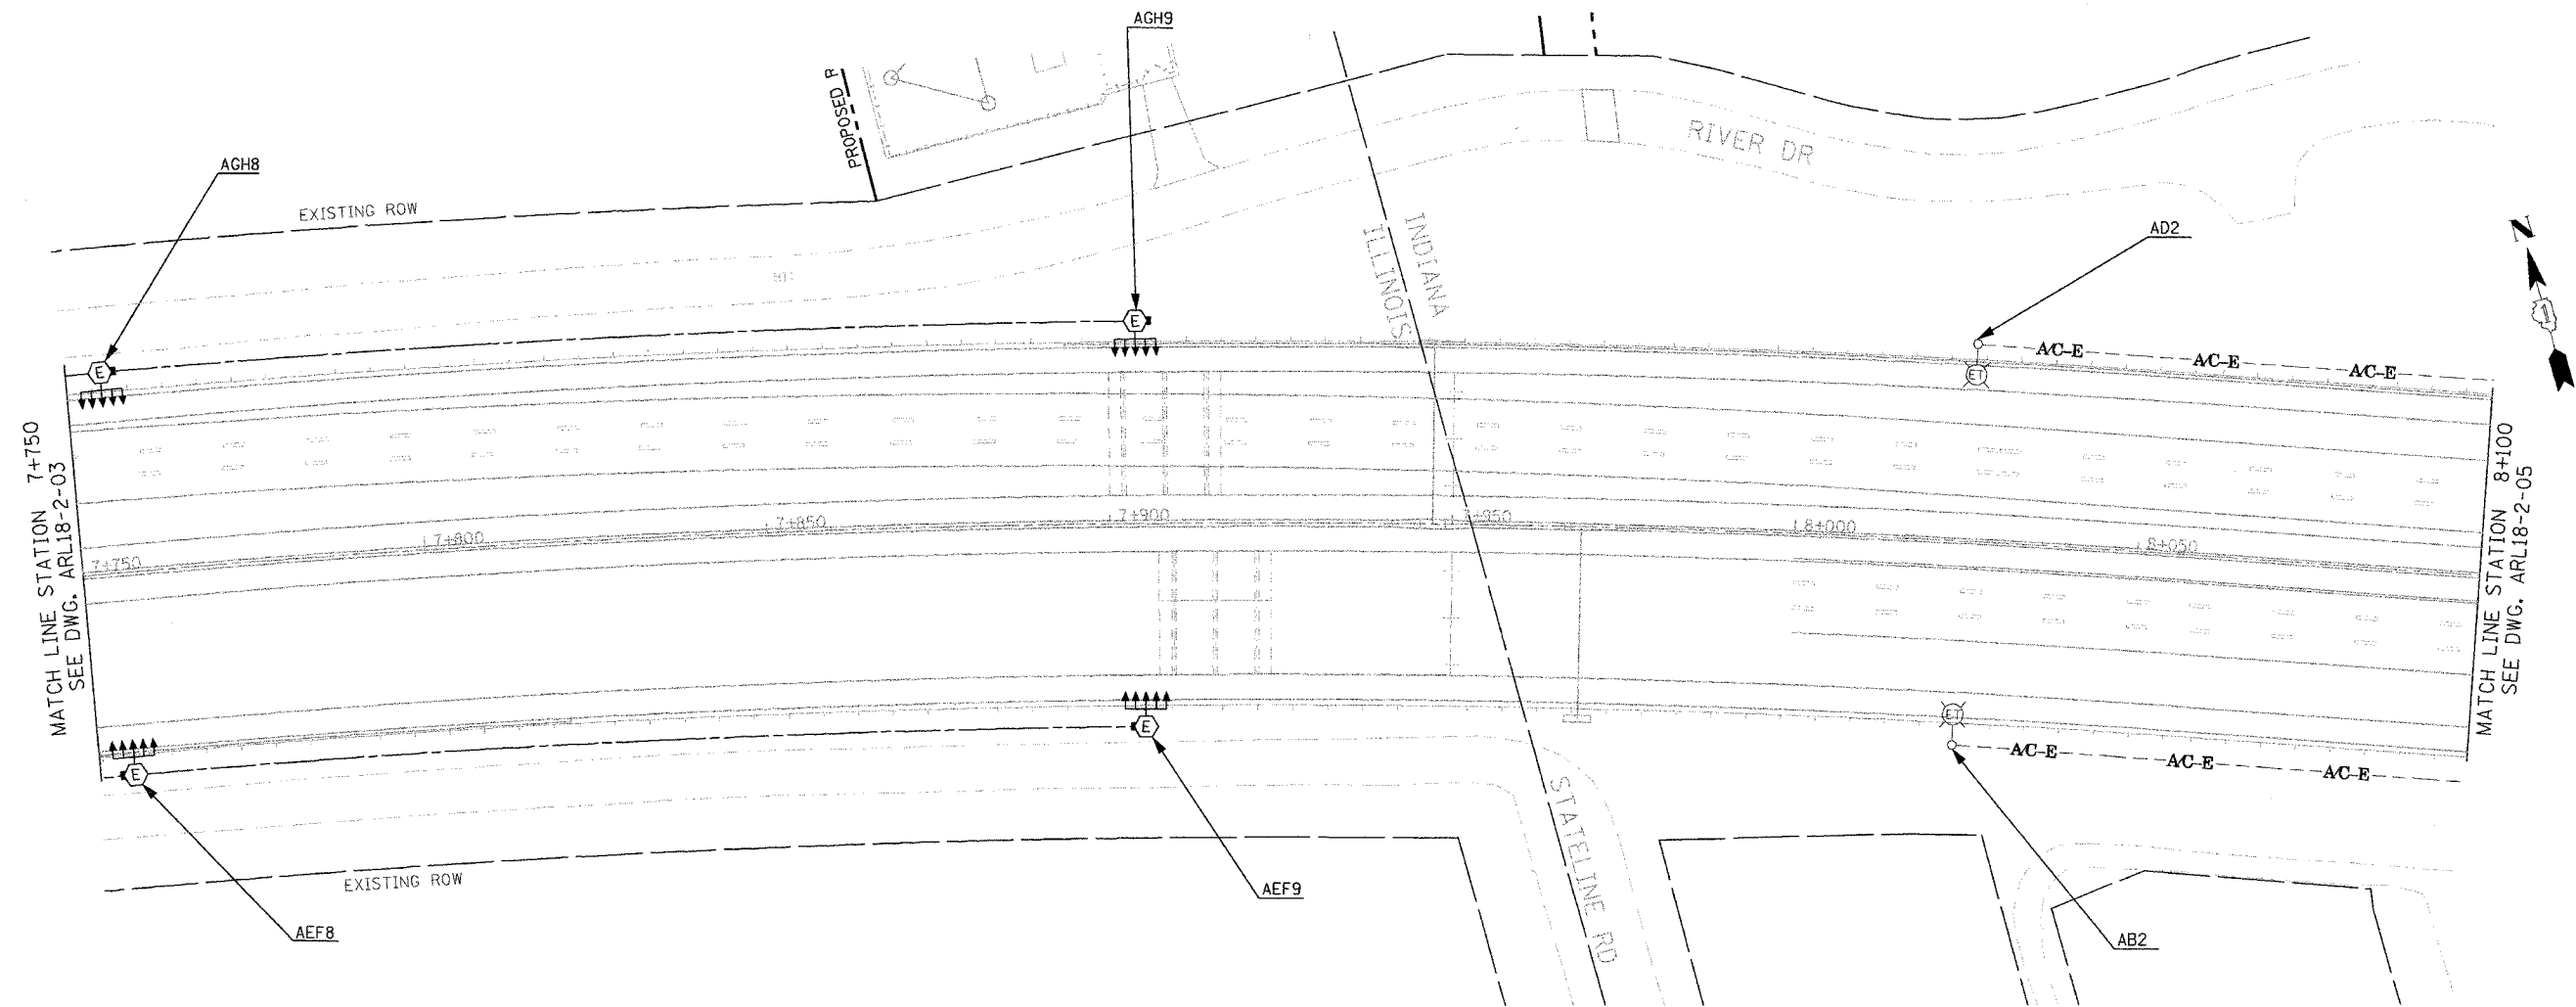 AGH9
PROPOSED R
RIVER DR
AGH8
EXISTING ROW
INDIANA
ILLINOIS
AD2
N
E
E
A/C-E
A/C-E
A/C-E
ET
MATCH LINE STATION 7+750
SEE DWG. ARL18-2-03
7+750
7+800
7+850
7+900
7+950
8+000
8+050
MATCH LINE STATION 8+100
SEE DWG. ARL18-2-05
E
E
ET
A/C-E
A/C-E
A/C-E
STATELINE RD
EXISTING ROW
AEF8
AEF9
AB2